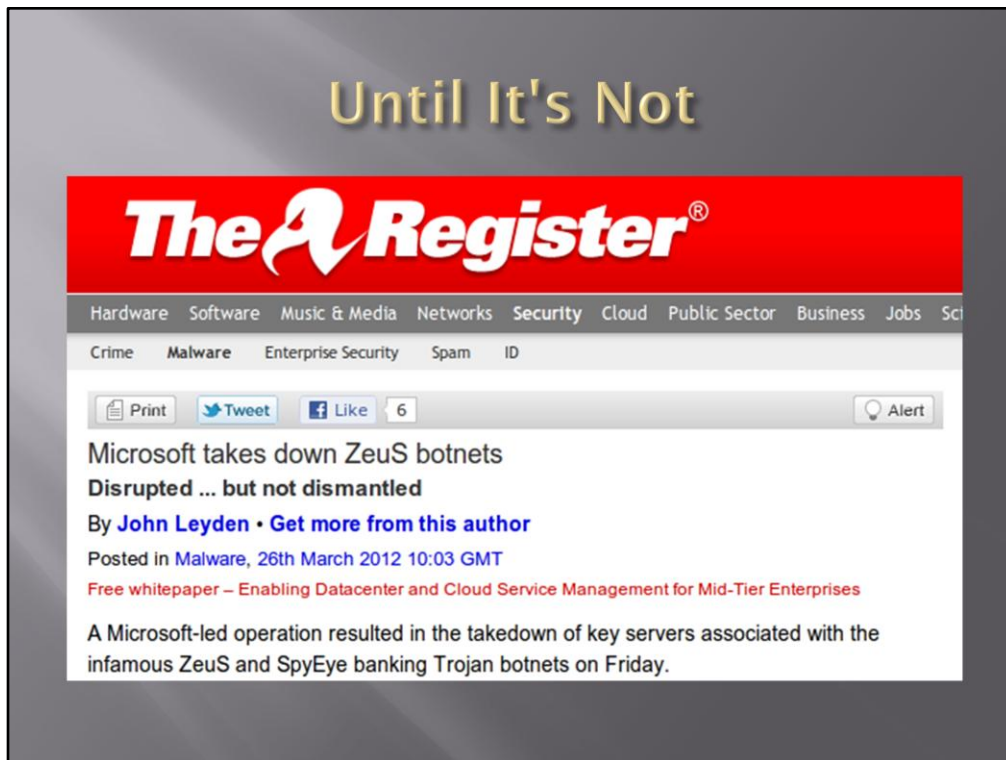 Until It's Not
The Register®
Hardware Software Music & Media Networks Security Cloud Public Sector Business Jobs Sci
Crime Malware Enterprise Security Spam ID
Print Tweet Like 6 Alert
Microsoft takes down ZeuS botnets
Disrupted ... but not dismantled
By John Leyden • Get more from this author
Posted in Malware, 26th March 2012 10:03 GMT
Free whitepaper – Enabling Datacenter and Cloud Service Management for Mid-Tier Enterprises
A Microsoft-led operation resulted in the takedown of key servers associated with the
infamous ZeuS and SpyEye banking Trojan botnets on Friday.